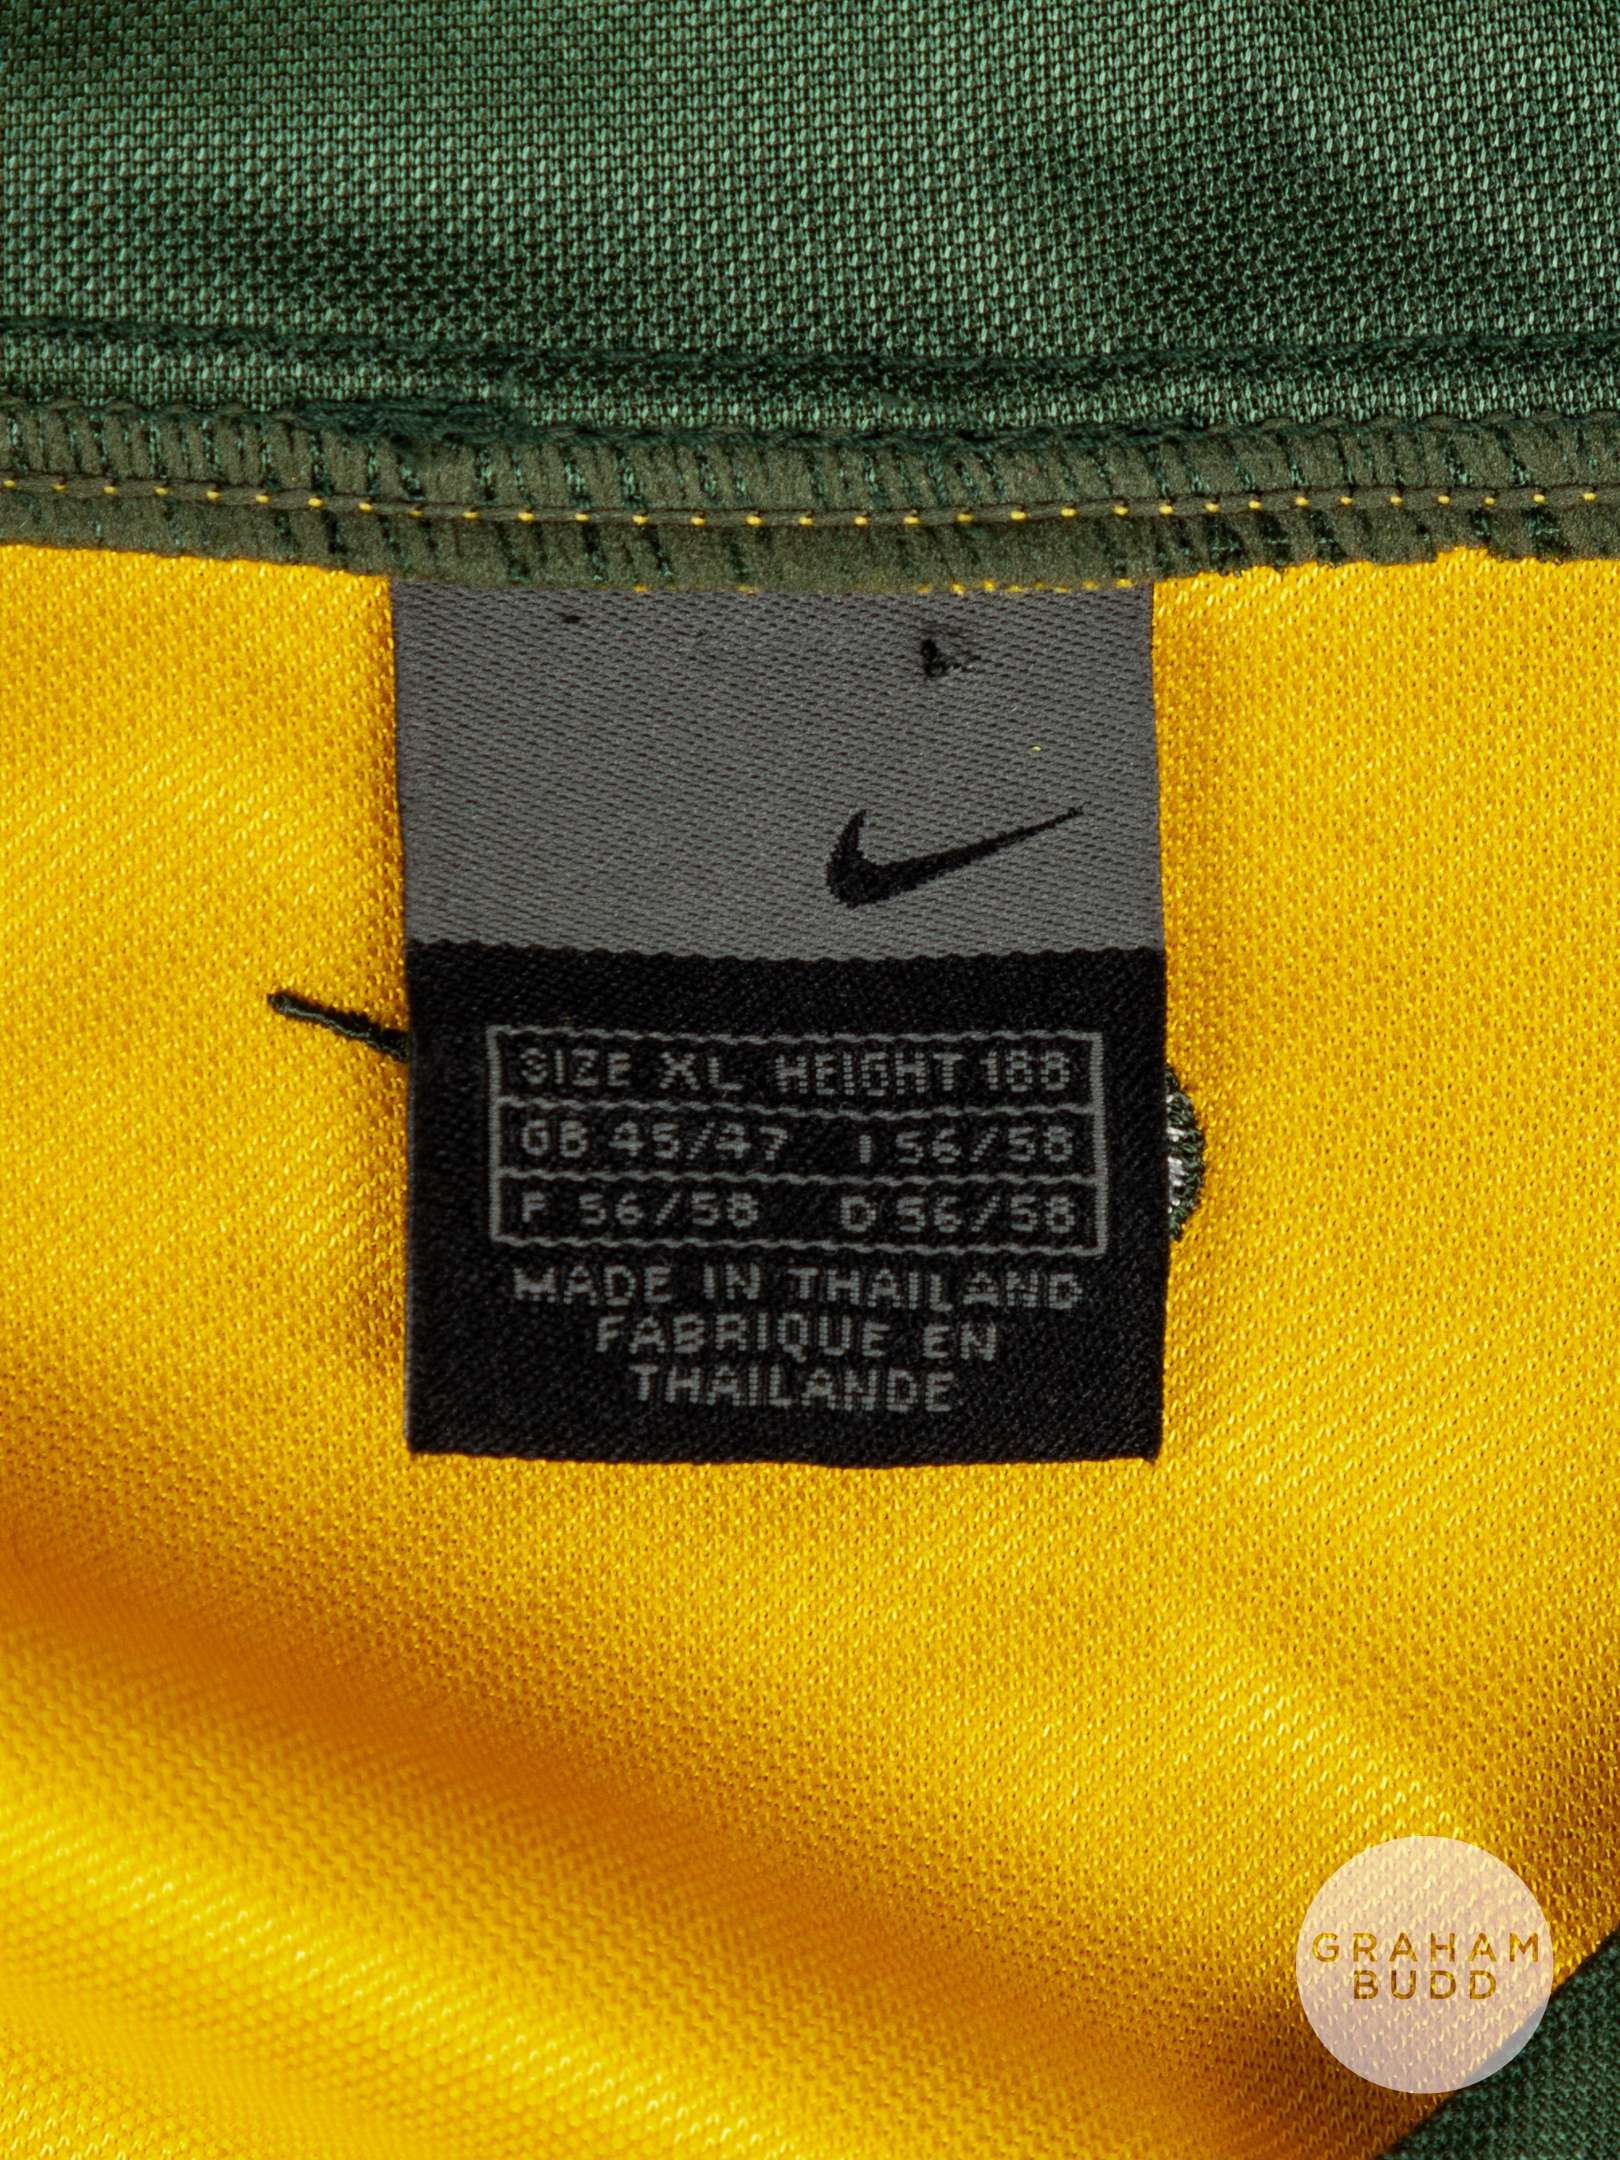 SIZE XL HEIGHT 188
GB 45/47 I 56/58
F 56/58 D 56/58
MADE IN THAILAND
FABRIQUE EN
THAILANDE
GRAHAM
BUDD